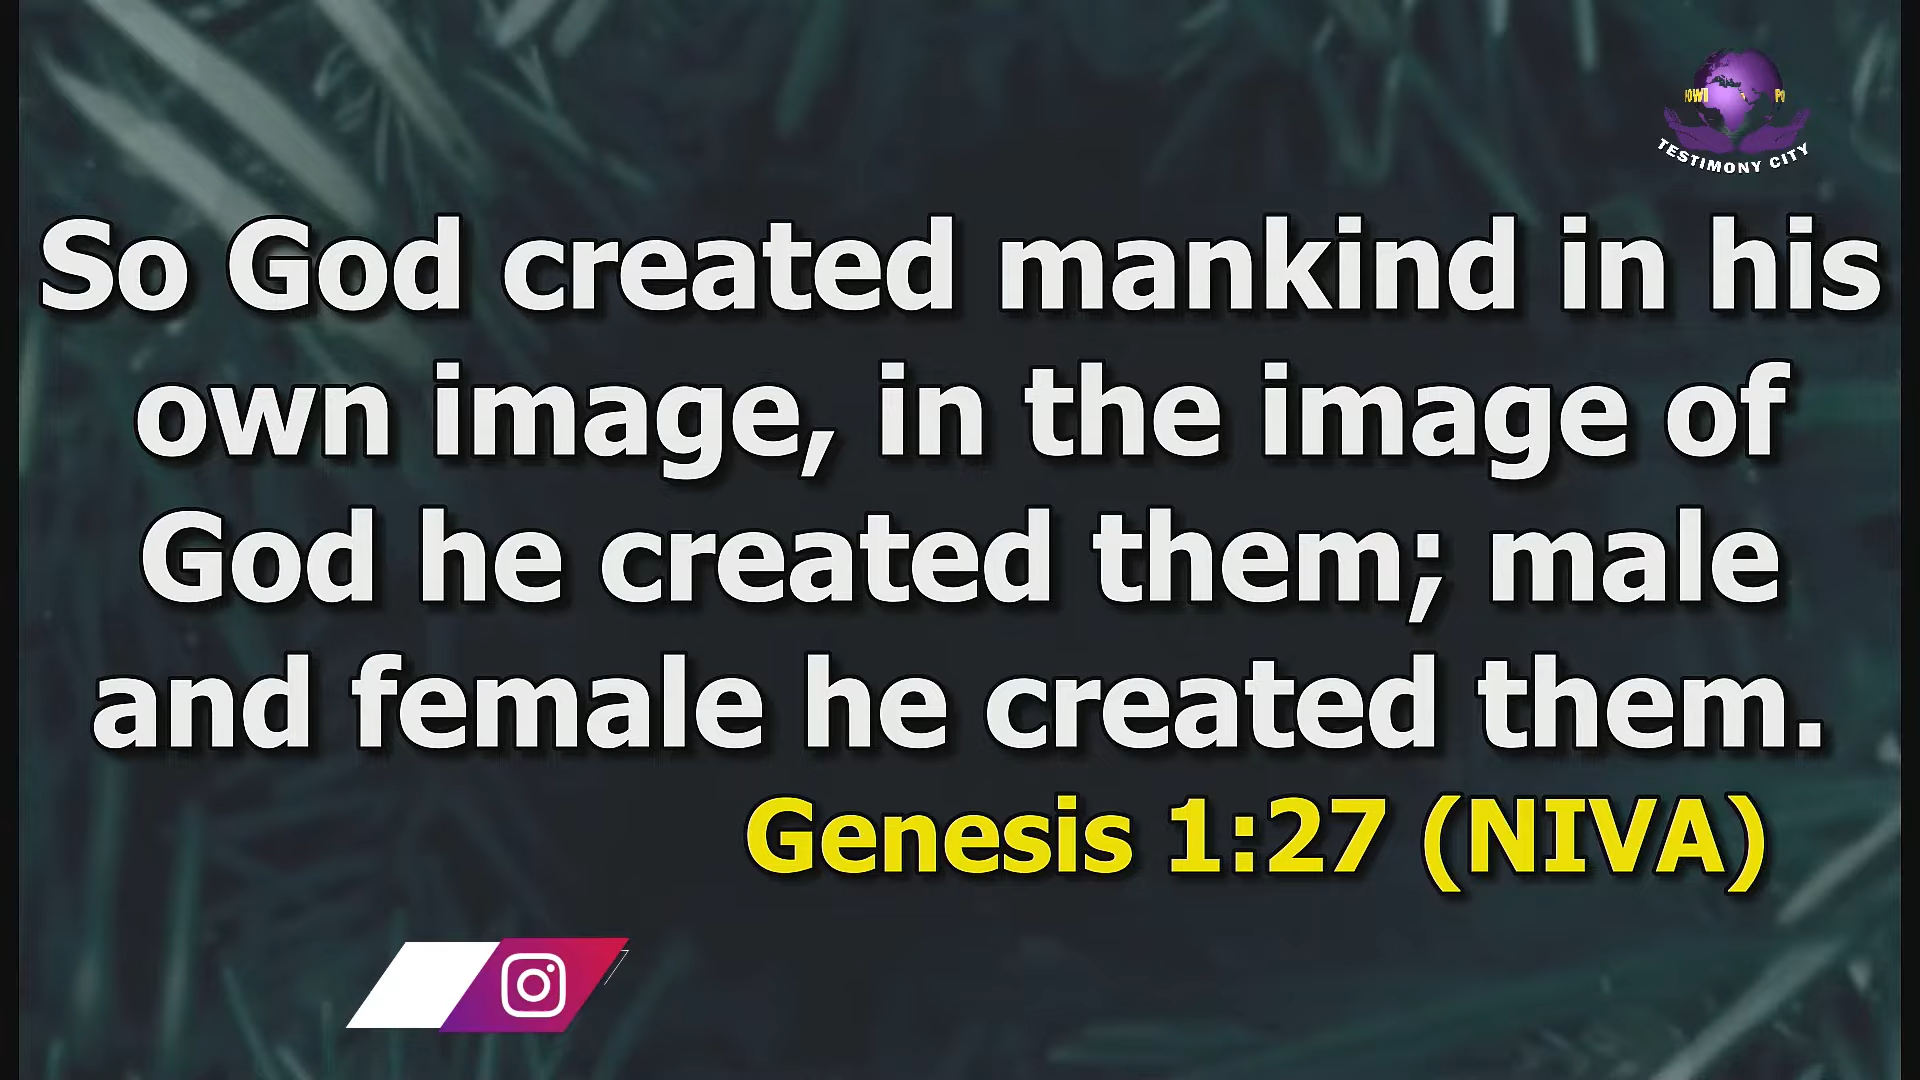 TESTIMONY CITY
So God created mankind in his
own image, in the image of
God he created them; male
and female he created them.
Genesis 1:27 (NIVA)